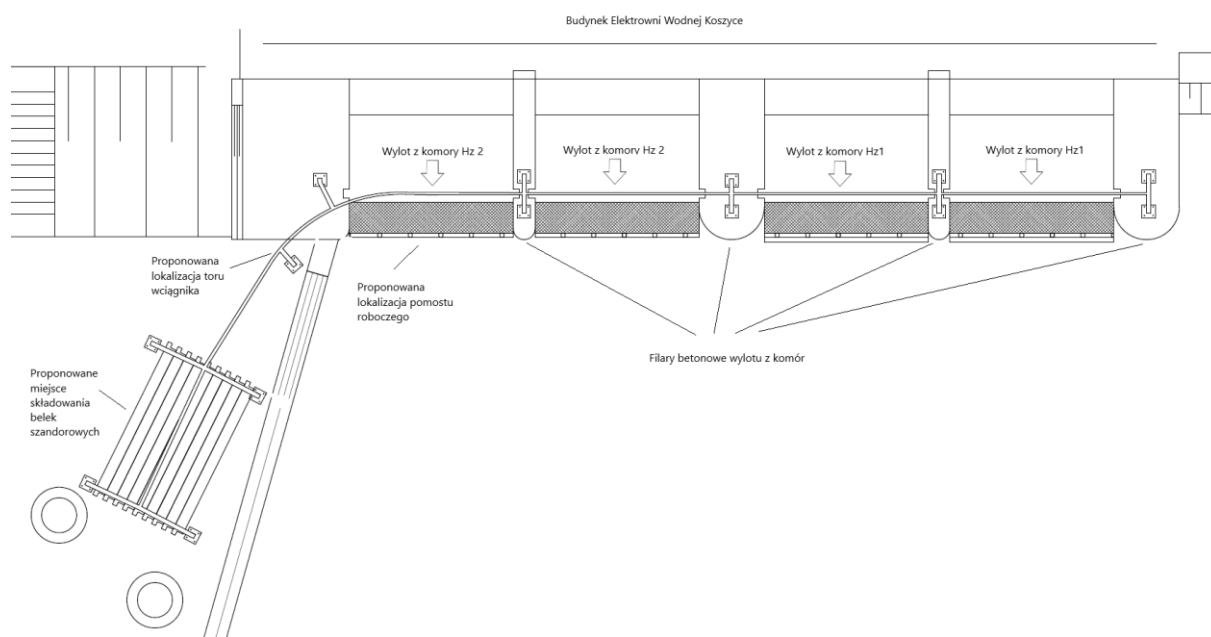 Budynek Elektrowni Wodnej Koszyce
Wylot z komory Hz 2
Wylot z komory Hz 2
Wylot z komory Hz1
Wylot z komory Hz1
Proponowana
lokalizacja toru
wciągnika
Proponowana
lokalizacja pomostu
roboczego
Filary betonowe wylotu z komór
Proponowane
miejsce
składowania
belek
szandorowych